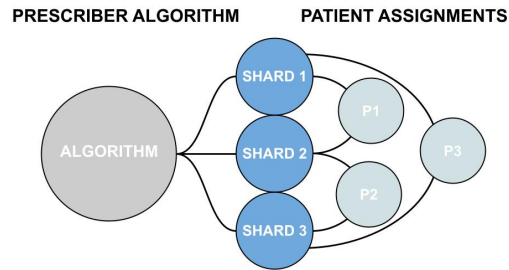 PRESCRIBER ALGORITHM
PATIENT ASSIGNMENTS
SHARD 1
P1
ALGORITHM
SHARD 2
P3
P2
SHARD 3